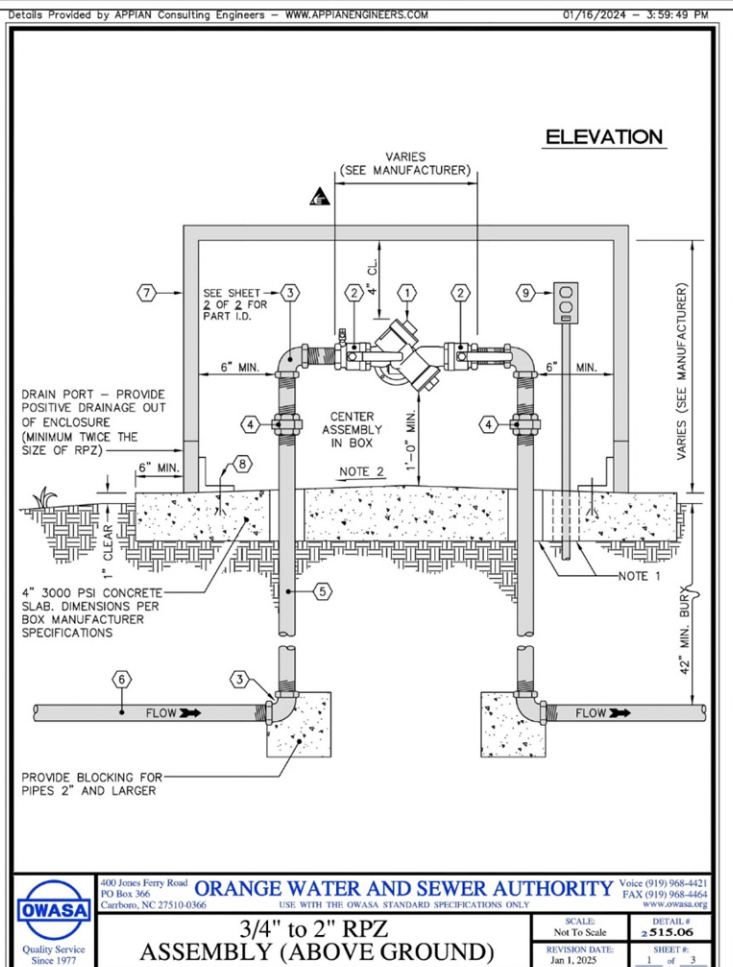 Details Provided by APPIAN Consulting Engineers - WWW.APPIANENGINEERS.COM
01/16/2024 - 3:59:49 PM
ELEVATION
VARIES
(SEE MANUFACTURER)
4" CL.
7
SEE SHEET
2 OF 2 FOR
PART I.D.
3
2
1
2
9
6" MIN.
6" MIN.
VARIES (SEE MANUFACTURER)
DRAIN PORT - PROVIDE
POSITIVE DRAINAGE OUT
OF ENCLOSURE
(MINIMUM TWICE THE
SIZE OF RPZ)
4
CENTER
ASSEMBLY
IN BOX
1'-0" MIN.
4
6" MIN.
8
NOTE 2
1" CLEAR
4" 3000 PSI CONCRETE
SLAB. DIMENSIONS PER
BOX MANUFACTURER
SPECIFICATIONS
5
NOTE 1
42" MIN. BURY
6
3
FLOW
FLOW
PROVIDE BLOCKING FOR
PIPES 2" AND LARGER
OWASA
Quality Service
Since 1977
400 Jones Ferry Road
PO Box 366
Carrboro, NC 27510-0366
ORANGE WATER AND SEWER AUTHORITY
USE WITH THE OWASA STANDARD SPECIFICATIONS ONLY
Voice (919) 968-4421
FAX (919) 968-4464
www.owasa.org
3/4" to 2" RPZ
ASSEMBLY (ABOVE GROUND)
SCALE:
Not To Scale
DETAIL #
2 515.06
REVISION DATE:
Jan 1, 2025
SHEET #:
1 of 3